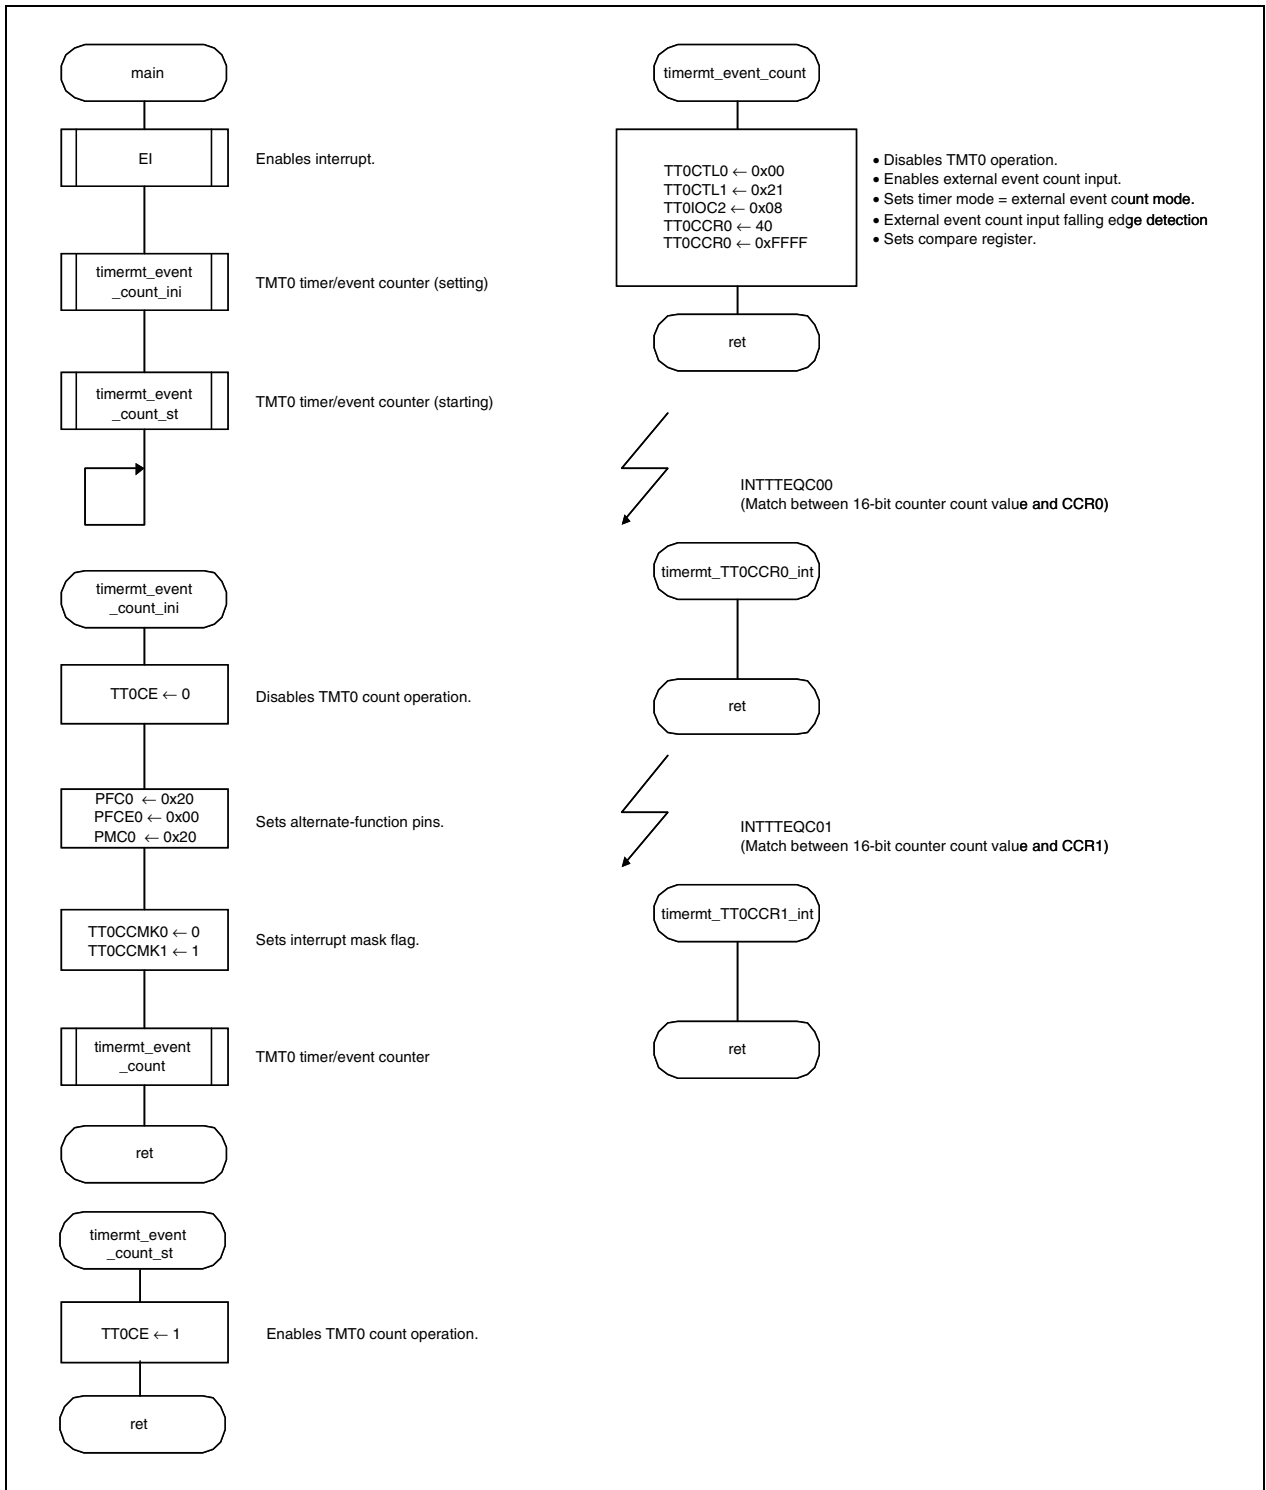 main
EI
Enables interrupt.
timermt_event
_count_ini
TMT0 timer/event counter (setting)
timermt_event
_count_st
TMT0 timer/event counter (starting)
timermt_event
_count_ini
TT0CE ← 0
Disables TMT0 count operation.
PFC0 ← 0x20
PFCE0 ← 0x00
PMC0 ← 0x20
Sets alternate-function pins.
TT0CCMK0 ← 0
TT0CCMK1 ← 1
Sets interrupt mask flag.
timermt_event
_count
TMT0 timer/event counter
ret
timermt_event
_count_st
TT0CE ← 1
Enables TMT0 count operation.
ret
timermt_event_count
TT0CTL0 ← 0x00
TT0CTL1 ← 0x21
TT0IOC2 ← 0x08
TT0CCR0 ← 40
TT0CCR0 ← 0xFFFF
• Disables TMT0 operation.
• Enables external event count input.
• Sets timer mode = external event count mode.
• External event count input falling edge detection
• Sets compare register.
ret
INTTTEQC00
(Match between 16-bit counter count value and CCR0)
timermt_TT0CCR0_int
ret
INTTTEQC01
(Match between 16-bit counter count value and CCR1)
timermt_TT0CCR1_int
ret